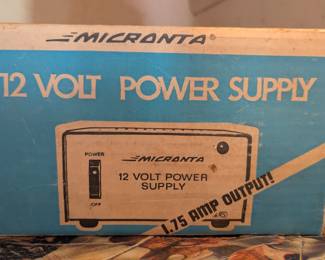 MICRONTA®
12 VOLT POWER SUPPLY
POWER
MICRONTA
12 VOLT POWER
SUPPLY
OFF
1.75 AMP OUTPUT!